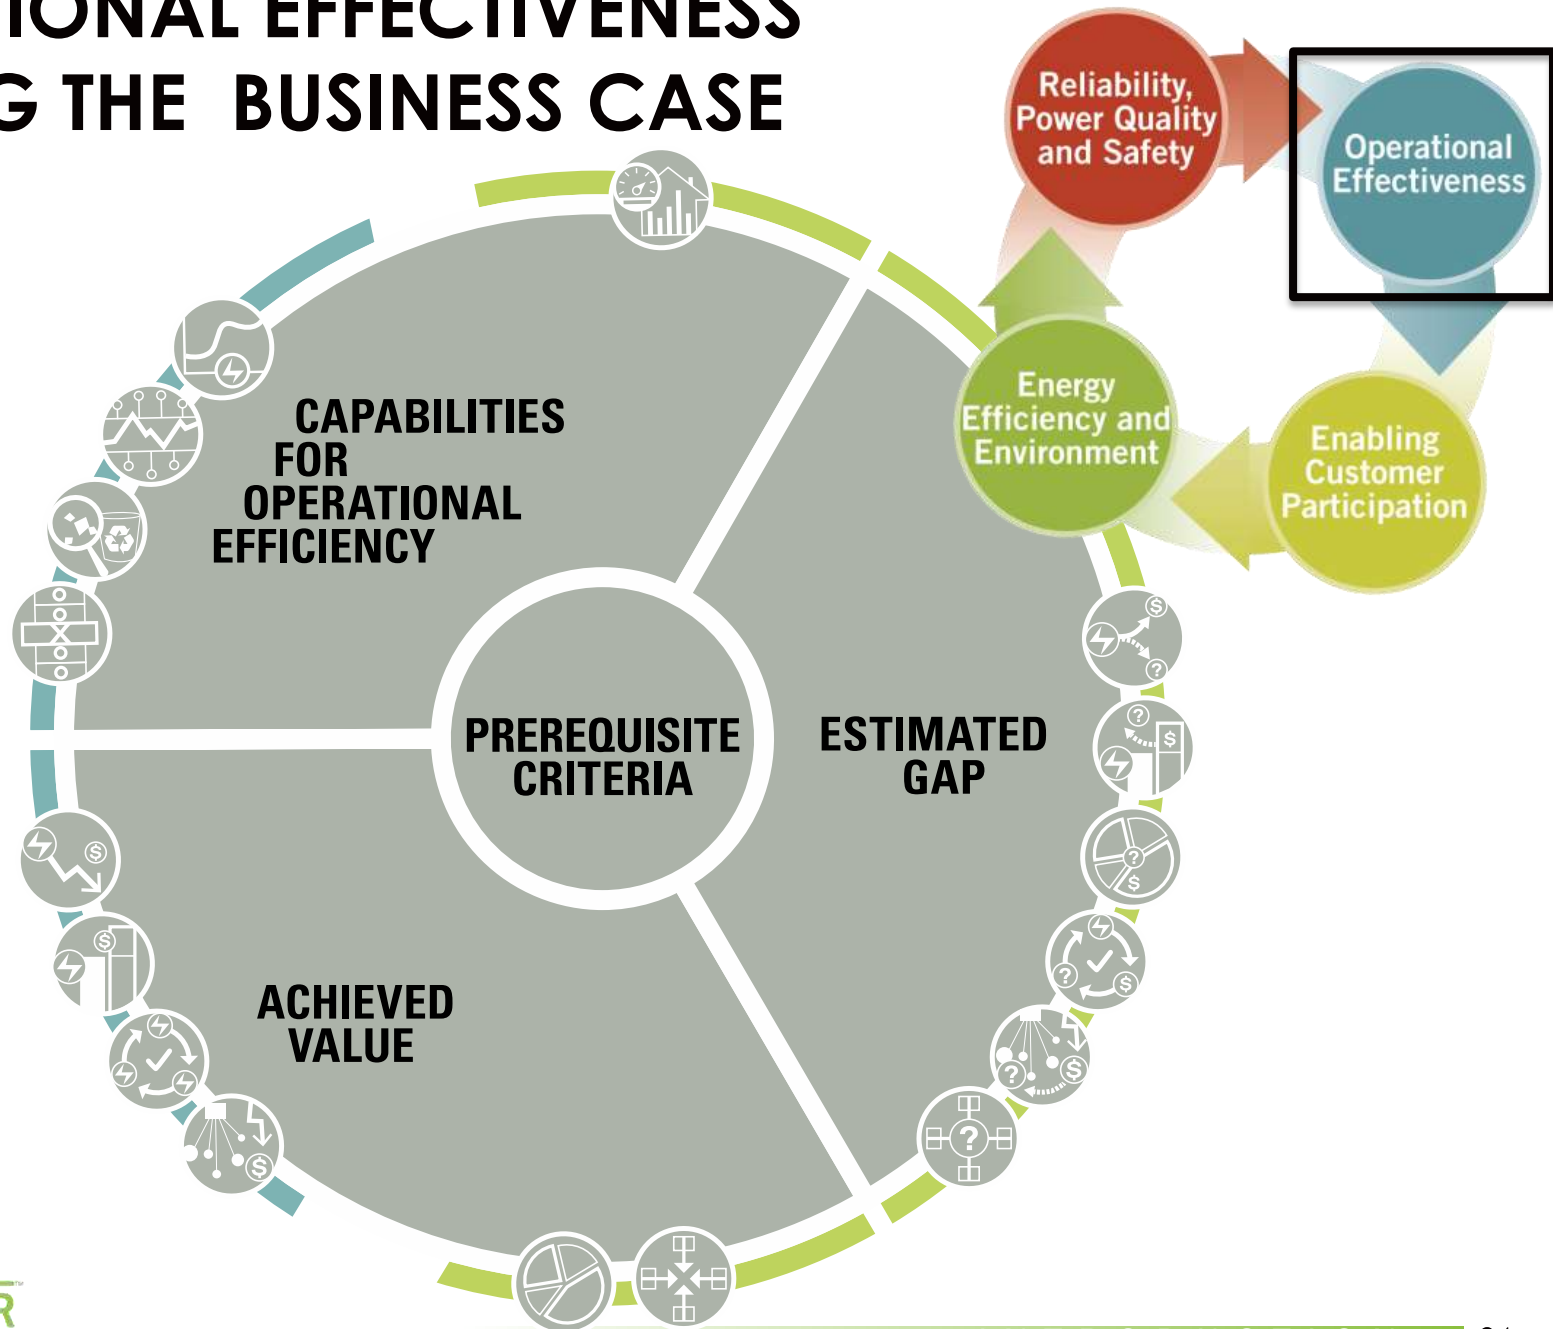 IONAL EFFECTIVENESS
G THE BUSINESS CASE
Reliability,
Power Quality
and Safety
Operational
Effectiveness
Energy
Efficiency and
Environment
Enabling
Customer
Participation
CAPABILITIES
FOR
OPERATIONAL
EFFICIENCY
PREREQUISITE
CRITERIA
ESTIMATED
GAP
ACHIEVED
VALUE
$
?
?
$
?
$
?
$
?
$
?
$
$
$
R